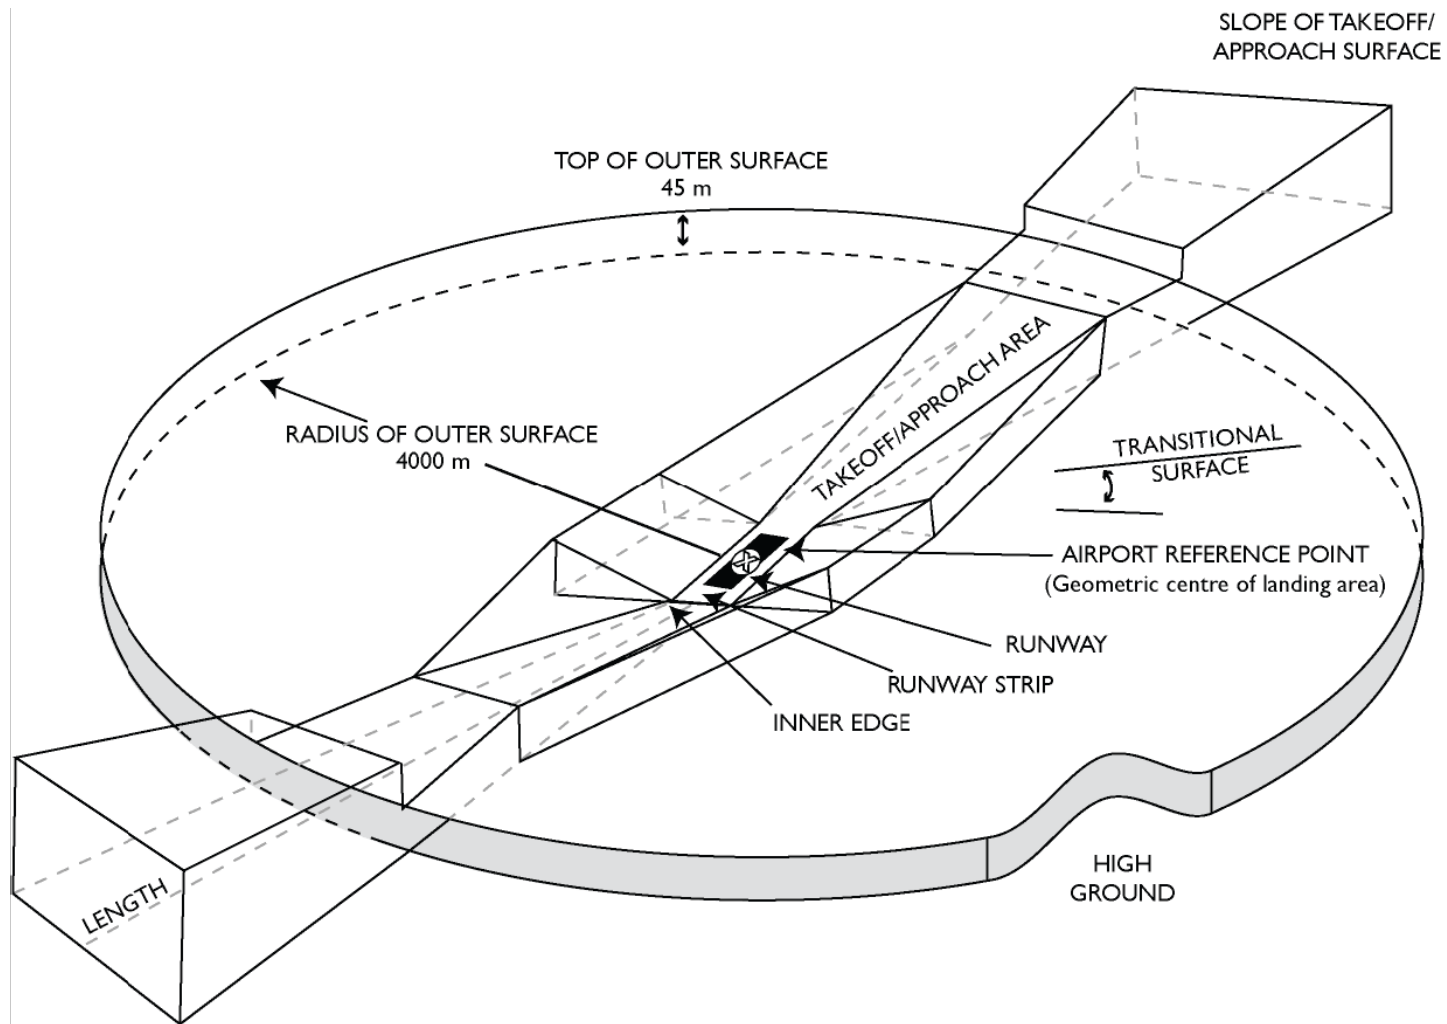 SLOPE OF TAKEOFF/
APPROACH SURFACE
TOP OF OUTER SURFACE
45 m
RADIUS OF OUTER SURFACE
4000 m
TAKEOFF/APPROACH AREA
TRANSITIONAL
SURFACE
AIRPORT REFERENCE POINT
(Geometric centre of landing area)
RUNWAY
RUNWAY STRIP
INNER EDGE
HIGH
GROUND
LENGTH